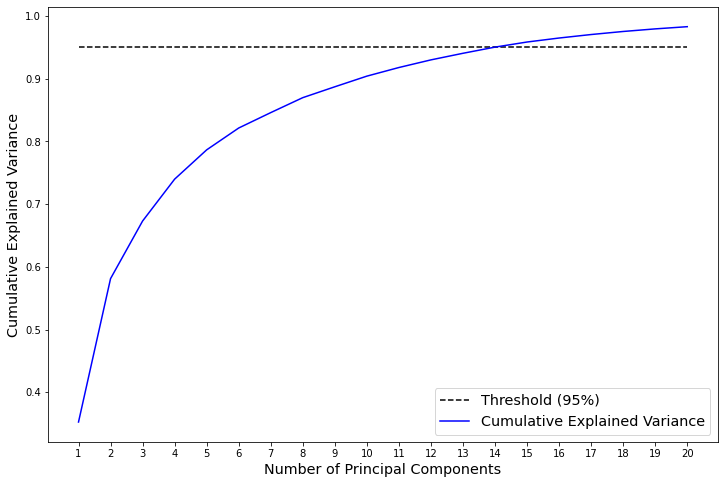 1.0
0.9
0.8
0.7
0.6
0.5
0.4
Cumulative Explained Variance
Threshold (95%)
Cumulative Explained Variance
1 2 3 4 5 6 7 8 9 10 11 12 13 14 15 16 17 18 19 20
Number of Principal Components